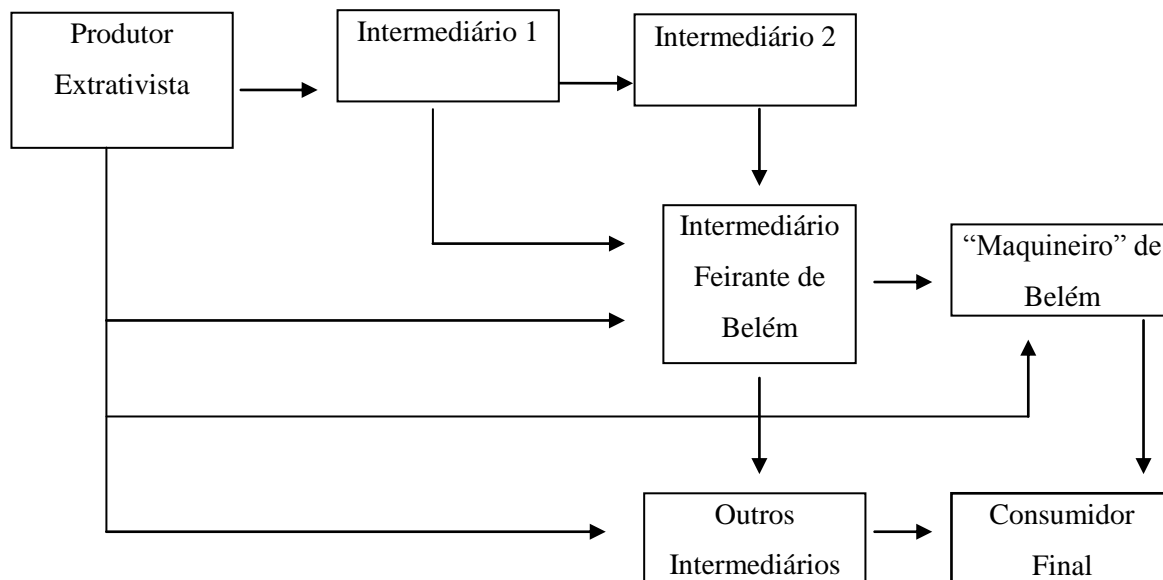 Produtor
Extrativista
Intermediário 1
Intermediário 2
Intermediário
Feirante de
Belém
“Maquineiro” de
Belém
Outros
Intermediários
Consumidor
Final